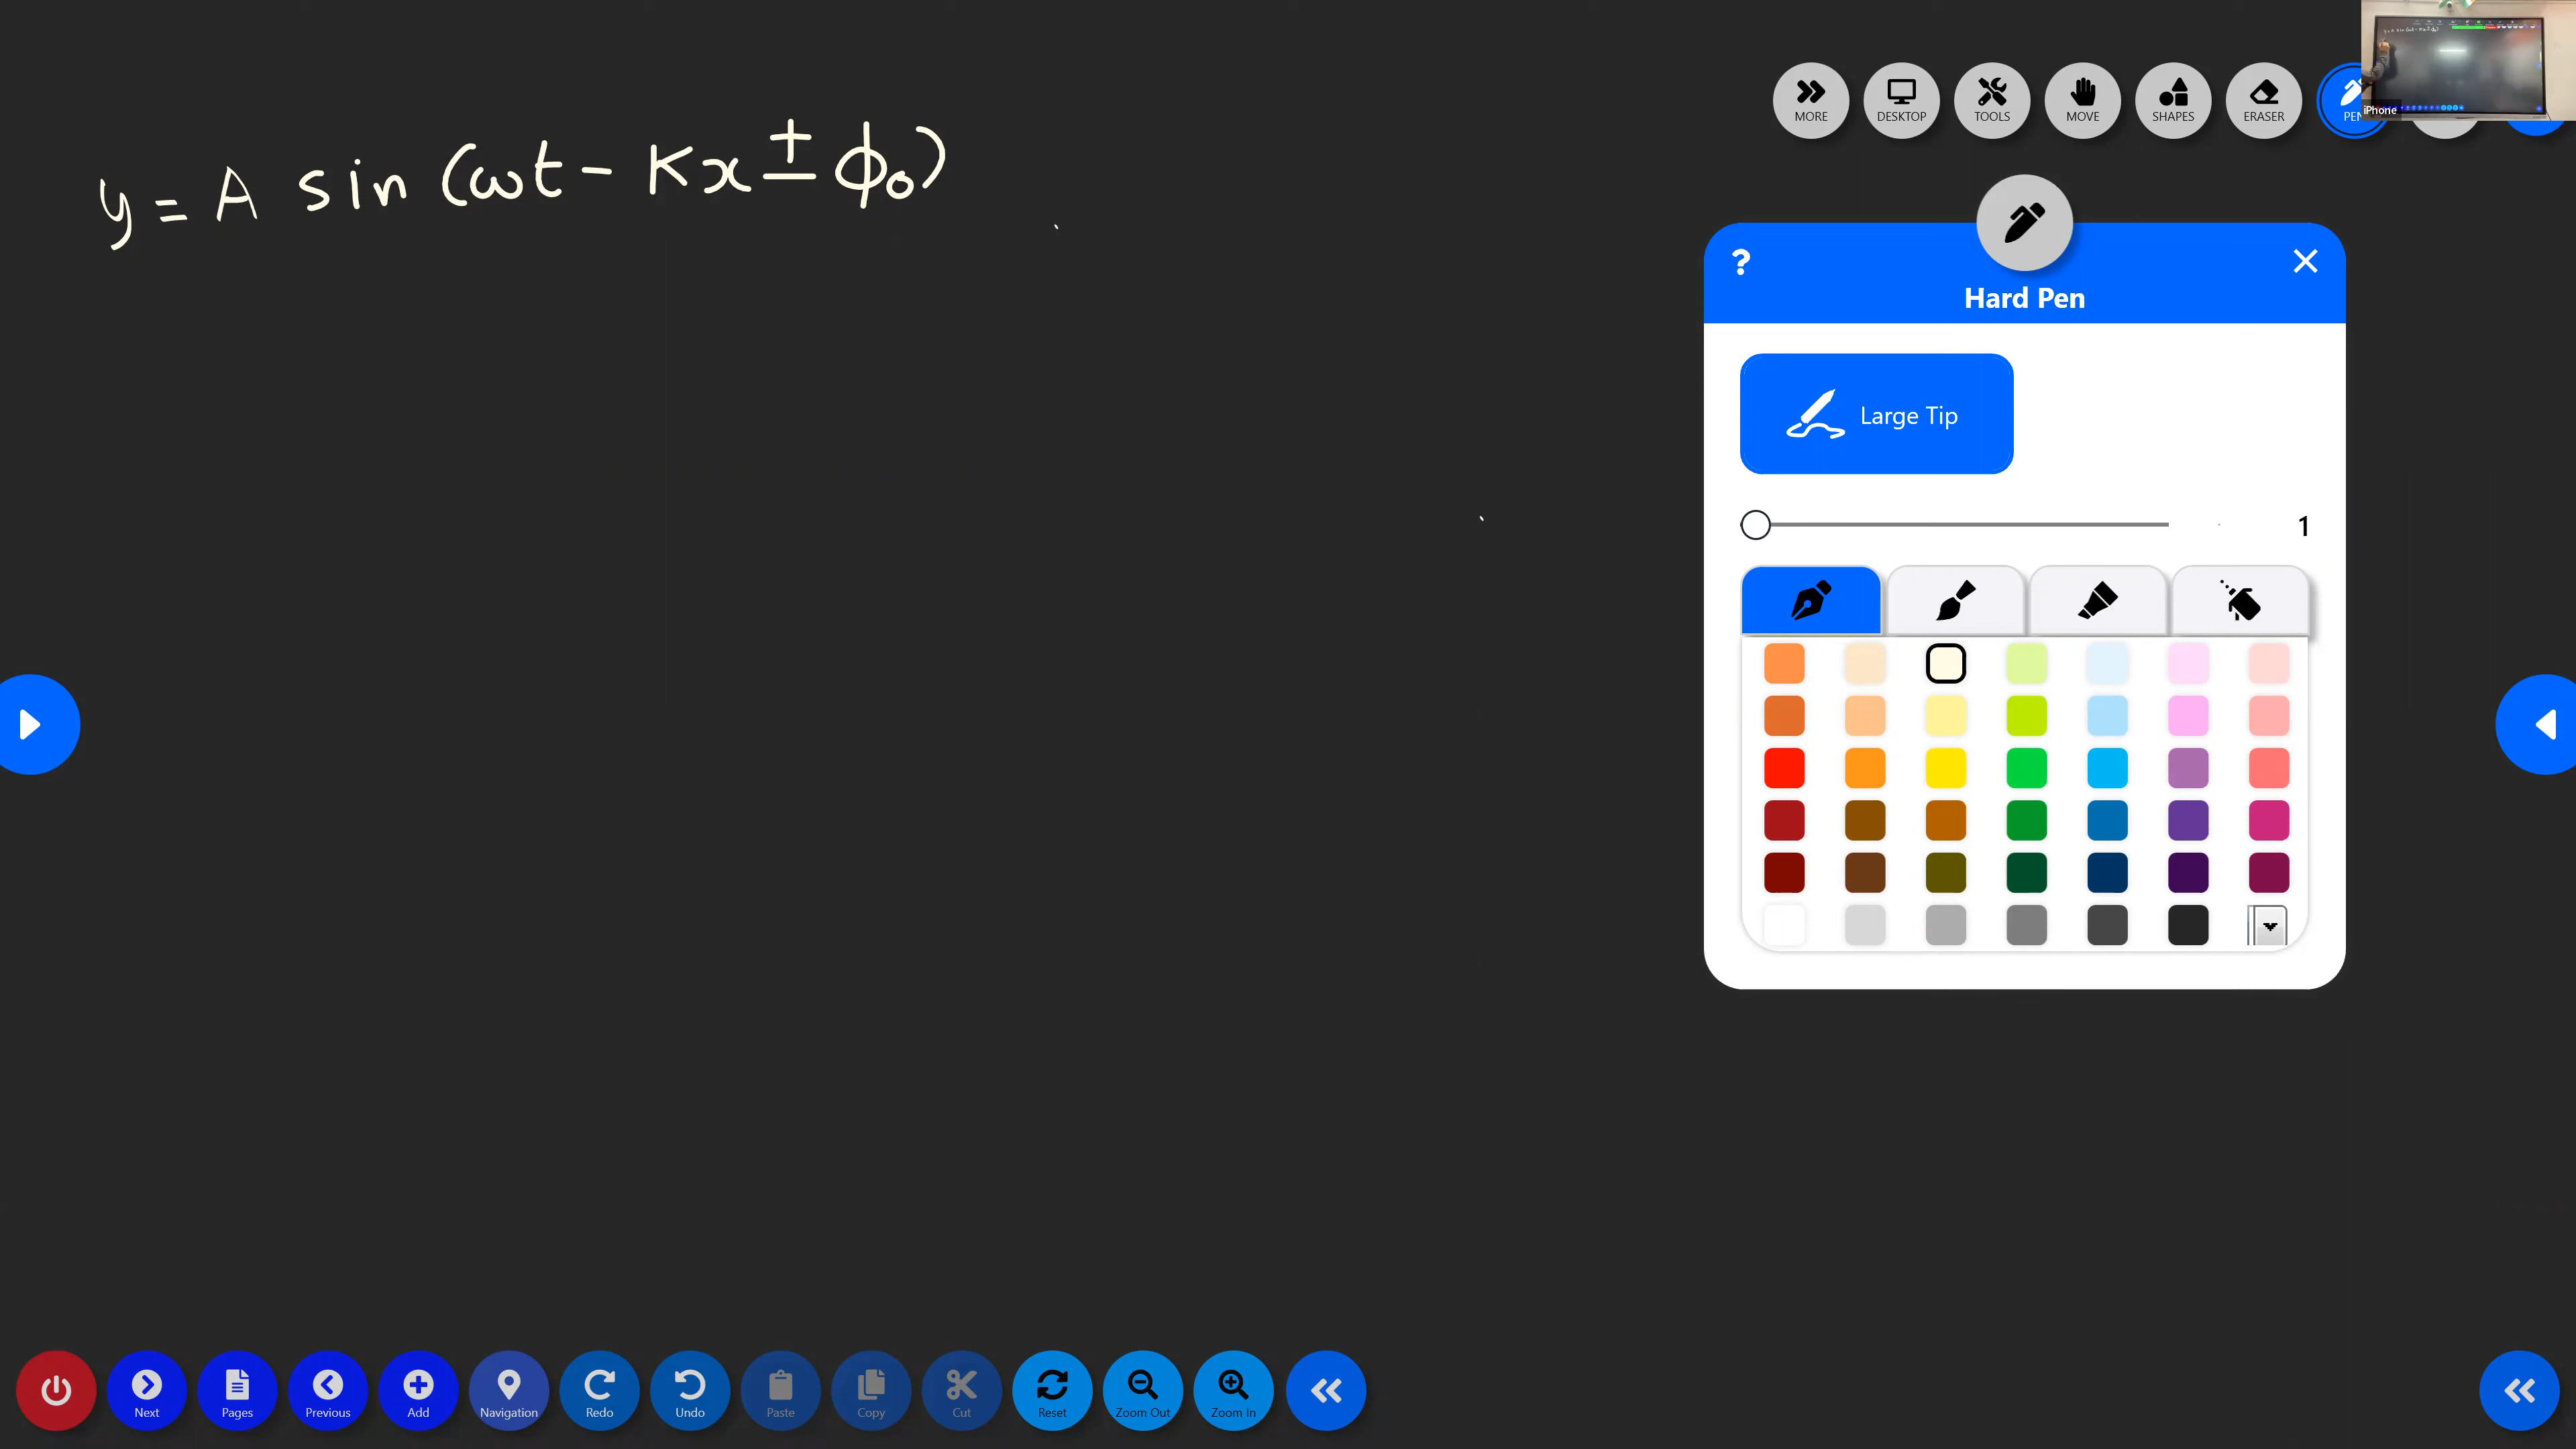 y = A sin (ωt - Kx ± ϕ₀)
MORE
DESKTOP
TOOLS
MOVE
SHAPES
ERASER
iPhone
Hard Pen
Large Tip
1
Next
Pages
Previous
Add
Navigation
Redo
Undo
Paste
Copy
Cut
Reset
Zoom Out
Zoom In